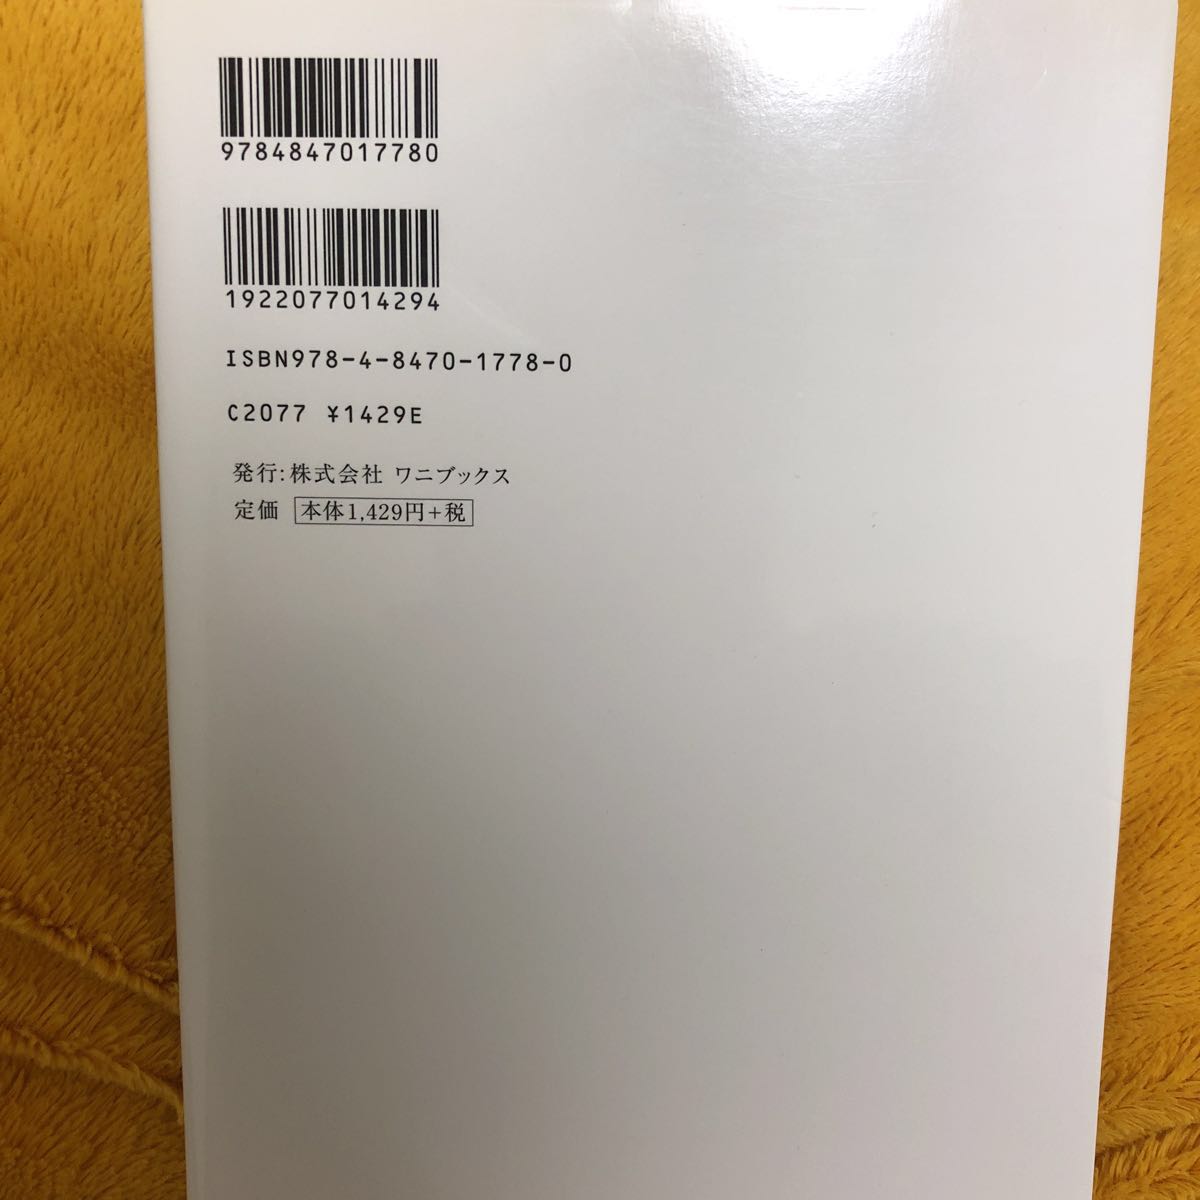 9784847017780
1922077014294
ISBN978-4-8470-1778-0
C2077 ¥1429E
発行:株式会社 ワニブックス
定価 本体1,429円+税